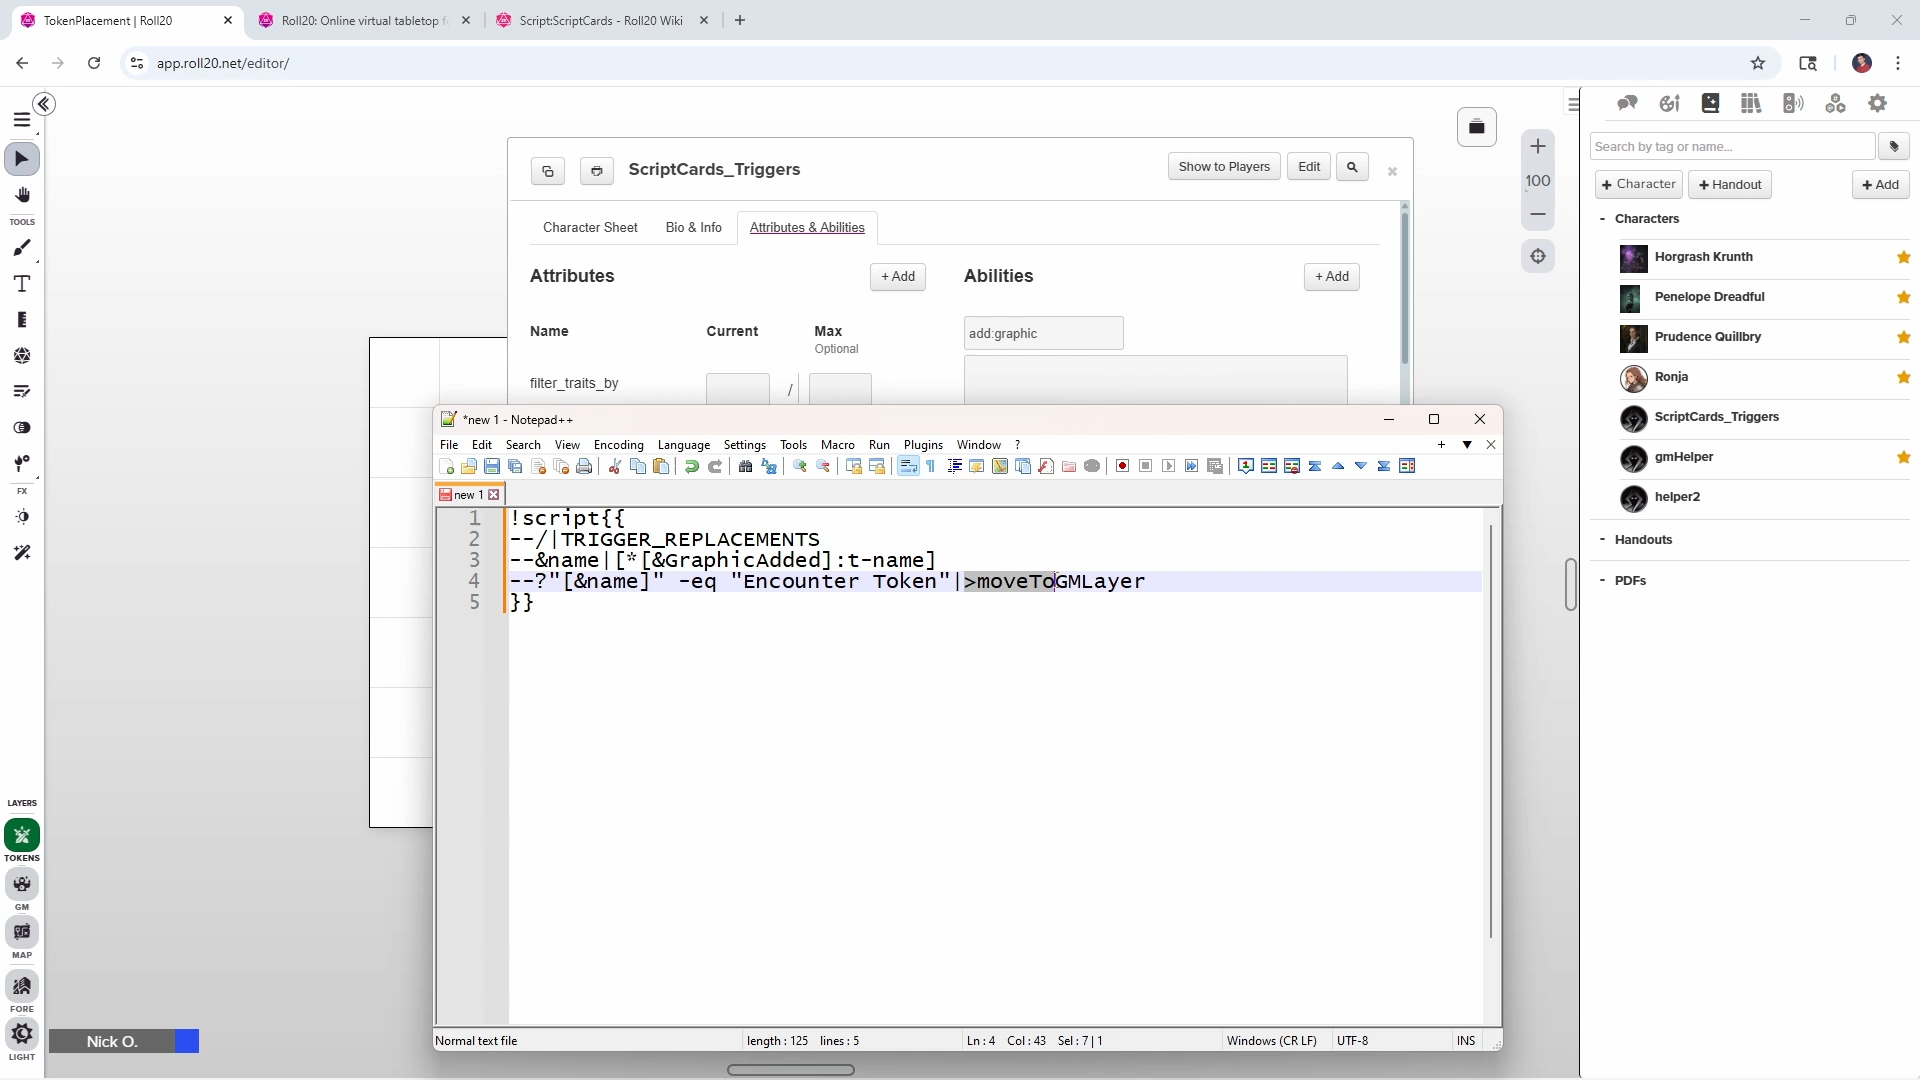 TokenPlacement | Roll20
Roll20: Online virtual tabletop f
Script:ScriptCards - Roll20 Wiki
app.roll20.net/editor/
TOOLS
FX
LAYERS
TOKENS
GM
MAP
FORE
LIGHT
Nick O.
ScriptCards_Triggers
Show to Players
Edit
Character Sheet
Bio & Info
Attributes & Abilities
Attributes
+ Add
Abilities
+ Add
Name
Current
Max
Optional
add:graphic
filter_traits_by
/
*new 1 - Notepad++
File Edit Search View Encoding Language Settings Tools Macro Run Plugins Window ?
new 1
1 !script{{
2 --/|TRIGGER_REPLACEMENTS
3 --&name|[*[&GraphicAdded]:t-name]
4 --?"[&name]" -eq "Encounter Token"|>moveToGMLayer
5 }}
Normal text file
length : 125 lines : 5
Ln : 4 Col : 43 Sel : 7 | 1
Windows (CR LF)
UTF-8
INS
100
Search by tag or name...
+ Character
+ Handout
+ Add
- Characters
Horgrash Krunth
Penelope Dreadful
Prudence Quillbry
Ronja
ScriptCards_Triggers
gmHelper
helper2
- Handouts
- PDFs